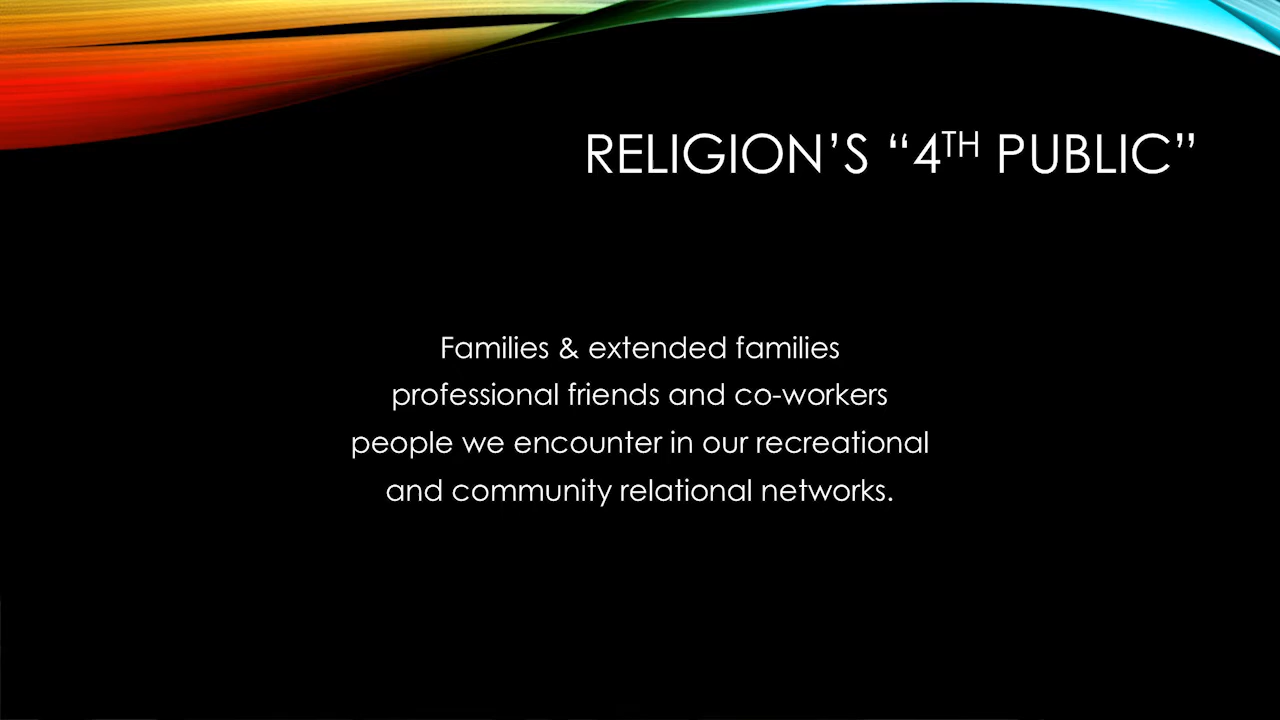 RELIGION’S “4TH PUBLIC”
Families & extended families
professional friends and co-workers
people we encounter in our recreational
and community relational networks.